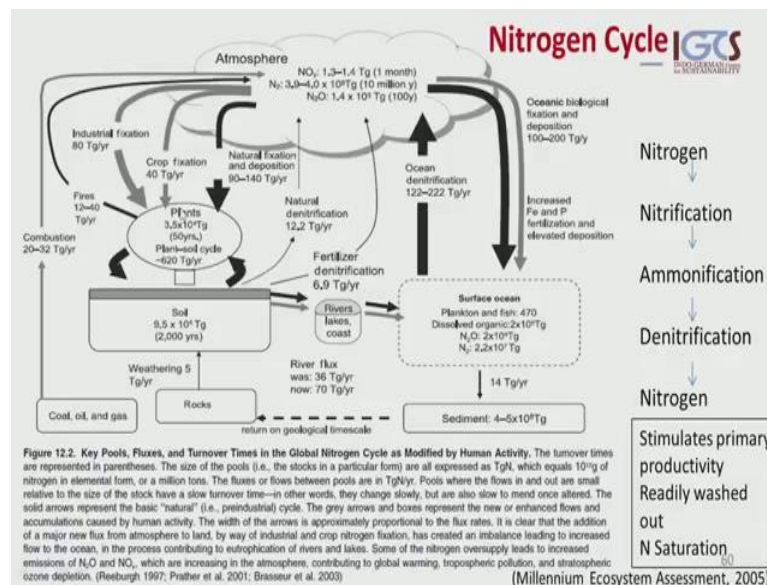 Nitrogen Cycle
IGCS
INDO-GERMAN CENTRE
for SUSTAINABILITY
Atmosphere
NOy: 1.3–1.4 Tg (1 month)
N2: 3.9–4.0 x 10⁹Tg (10 million y)
N2O: 1.4 x 10³ Tg (100y)
Oceanic biological
fixation and
deposition
100–200 Tg/y
Industrial fixation
80 Tg/yr
Crop fixation
40 Tg/yr
Natural fixation
and deposition
90–140 Tg/yr
Ocean
denitrification
122–222 Tg/yr
Fires
12–40
Tg/yr
Plants
3.5x10⁴Tg
(50yrs.)
Plant–soil cycle
~620 Tg/yr
Natural
denitrification
12.2 Tg/yr
Increased
Fe and P
fertilization and
elevated deposition
Combustion
20–32 Tg/yr
Fertilizer
denitrification
6.9 Tg/yr
Soil
9.5 x 10⁴ Tg
(2,000 yrs)
Rivers
lakes,
coast
Surface ocean
Plankton and fish: 470
Dissolved organic:2x10⁵Tg
N2O: 2x10⁴Tg
N2: 2.2x10⁷ Tg
Weathering 5
Tg/yr
River flux
was: 36 Tg/yr
now: 70 Tg/yr
14 Tg/yr
Coal, oil, and gas
Rocks
return on geological timescale
Sediment: 4–5x10⁸Tg
Nitrogen
Nitrification
Ammonification
Denitrification
Nitrogen
Stimulates primary
productivity
Readily washed
out
N Saturation
60
Figure 12.2. Key Pools, Fluxes, and Turnover Times in the Global Nitrogen Cycle as Modified by Human Activity. The turnover times
are represented in parentheses. The size of the pools (i.e., the stocks in a particular form) are all expressed as TgN, which equals 10¹²g of
nitrogen in elemental form, or a million tons. The fluxes or flows between pools are in TgN/yr. Pools where the flows in and out are small
relative to the size of the stock have a slow turnover time—in other words, they change slowly, but are also slow to mend once altered. The
solid arrows represent the basic “natural” (i.e., preindustrial) cycle. The grey arrows and boxes represent the new or enhanced flows and
accumulations caused by human activity. The width of the arrows is approximately proportional to the flux rates. It is clear that the addition
of a major new flux from atmosphere to land, by way of industrial and crop nitrogen fixation, has created an imbalance leading to increased
flow to the ocean, in the process contributing to eutrophication of rivers and lakes. Some of the nitrogen oversupply leads to increased
emissions of N2O and NOx, which are increasing in the atmosphere, contributing to global warming, tropospheric pollution, and stratospheric
ozone depletion. (Reeburgh 1997; Prather et al. 2001; Brasseur et al. 2003)
(Millennium Ecosystem Assessment, 2005)